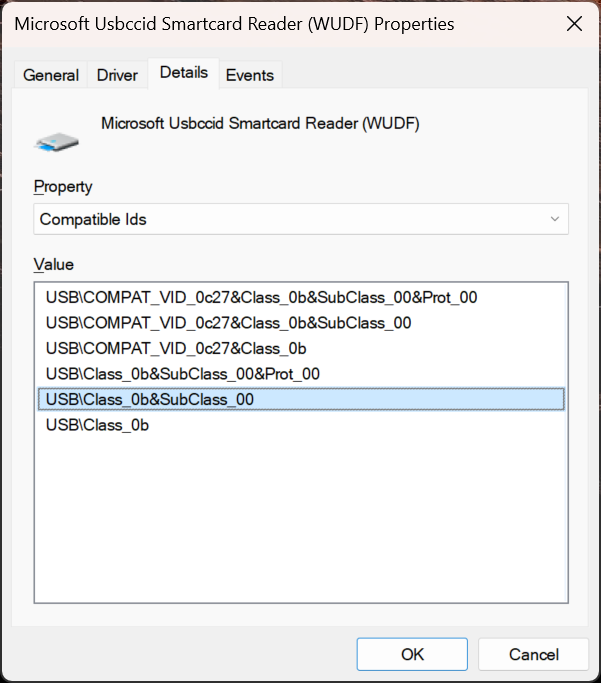 Microsoft Usbccid Smartcard Reader (WUDF) Properties
General Driver Details Events
Microsoft Usbccid Smartcard Reader (WUDF)
Property
Compatible Ids
Value
USB\COMPAT_VID_0c27&Class_0b&SubClass_00&Prot_00
USB\COMPAT_VID_0c27&Class_0b&SubClass_00
USB\COMPAT_VID_0c27&Class_0b
USB\Class_0b&SubClass_00&Prot_00
USB\Class_0b&SubClass_00
USB\Class_0b
OK Cancel